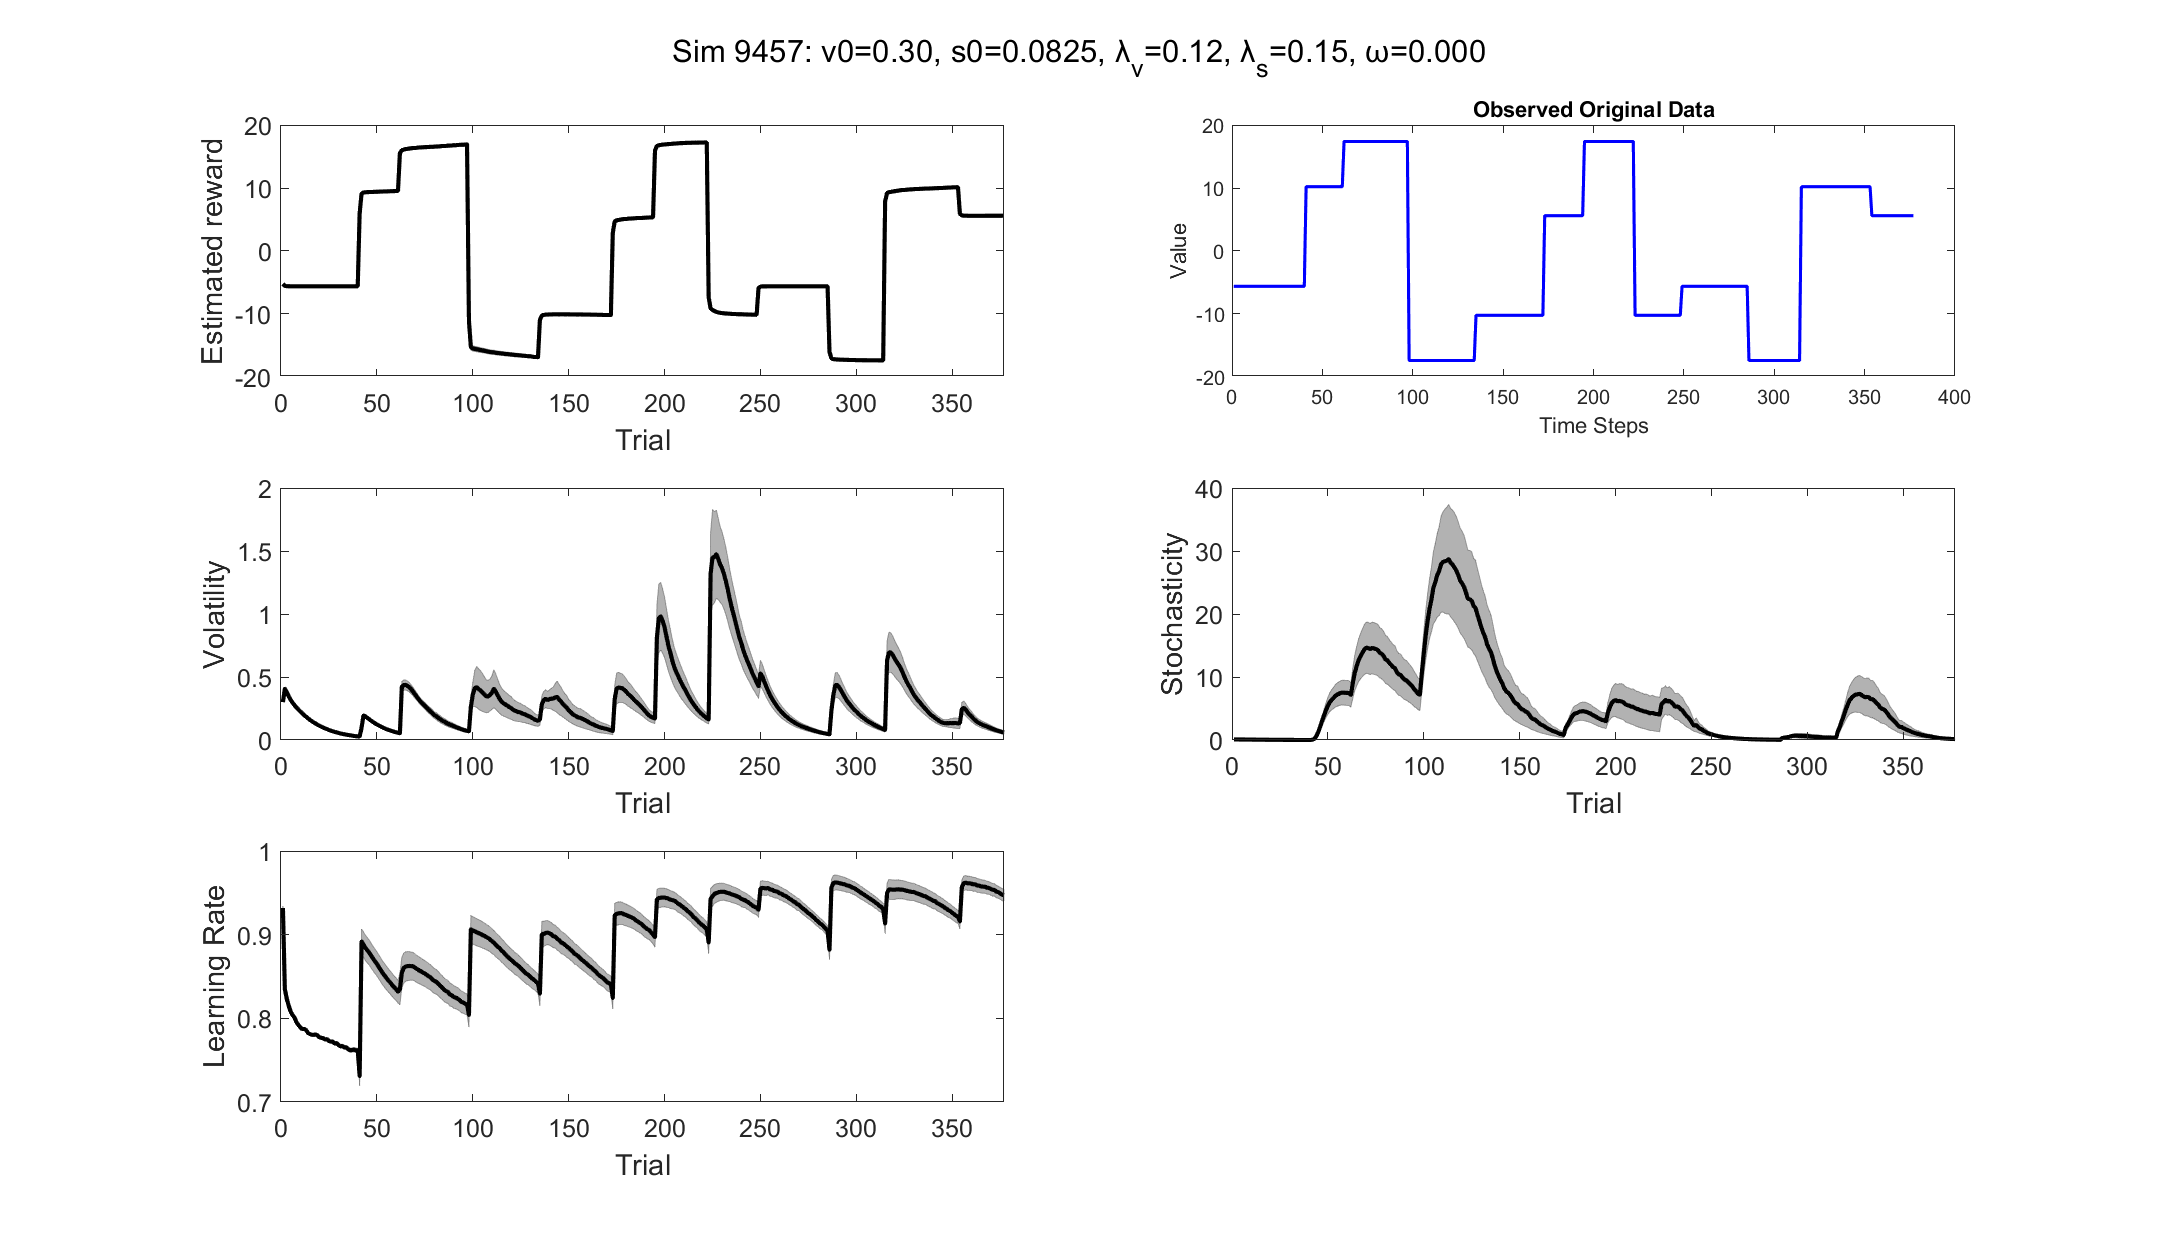 Sim 9457: v0=0.30, s0=0.0825, λv=0.12, λs=0.15, ω=0.000
Estimated reward
20
10
0
-10
-20
0 50 100 150 200 250 300 350
Trial
Observed Original Data
Value
20
10
0
-10
-20
0 50 100 150 200 250 300 350 400
Time Steps
Volatility
2
1.5
1
0.5
0
0 50 100 150 200 250 300 350
Trial
Stochasticity
40
30
20
10
0
0 50 100 150 200 250 300 350
Trial
Learning Rate
1
0.9
0.8
0.7
0 50 100 150 200 250 300 350
Trial